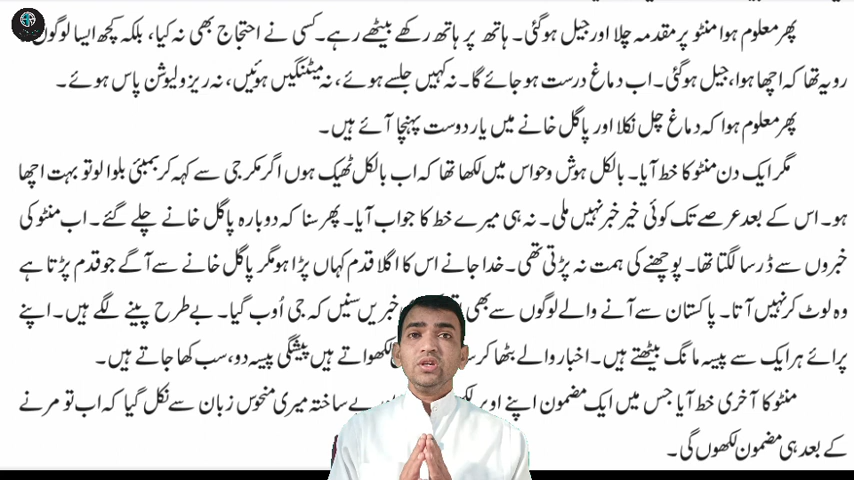 پھر معلوم ہوا منٹو پر مقدمہ چلا اور جیل ہوگئی۔ ہاتھ پر ہاتھ رکھے بیٹھے رہے۔ کسی نے احتجاج بھی نہ کیا، بلکہ کچھ ایسا لوگوں
رویہ تھا کہ اچھا ہوا، جیل ہوگئی۔ اب دماغ درست ہو جائے گا۔ نہ کہیں جلسے ہوئے، نہ میٹنگیں ہوئیں، نہ ریزولیوشن پاس ہوئے۔
پھر معلوم ہوا کہ دماغ چل نکلا اور پاگل خانے میں یار دوست پہنچا آئے ہیں۔
مگر ایک دن منٹو کا خط آیا۔ بالکل ہوش و حواس میں لکھا تھا کہ اب بالکل ٹھیک ہوں اگر مکرجی سے کہہ کر بمبئی بلوا لو تو بہت اچھا
ہو۔ اس کے بعد عرصے تک کوئی خیر خبر نہیں ملی۔ نہ ہی میرے خط کا جواب آیا۔ پھر سنا کہ دوبارہ پاگل خانے چلے گئے۔ اب منٹو کی
خبروں سے ڈر سا لگتا تھا۔ پوچھنے کی ہمت نہ پڑتی تھی۔ خدا جانے اس کا اگلا قدم کہاں پڑا ہو مگر پاگل خانے سے آگے جو قدم پڑتا ہے
وہ لوٹ کر نہیں آتا۔ پاکستان سے آنے والے لوگوں سے بھی خبریں سنیں کہ جی اُوب گیا۔ بے طرح پینے لگے ہیں۔ اپنے
پرائے ہر ایک سے پیسہ مانگ بیٹھتے ہیں۔ اخبار والے بٹھا کر لکھواتے ہیں پیشگی پیسہ دو، سب کھا جاتے ہیں۔
منٹو کا آخری خط آیا جس میں ایک مضمون اپنے اوپر بے ساختہ میری منحوس زبان سے نکل گیا کہ اب تو مرنے
کے بعد ہی مضمون لکھوں گی۔